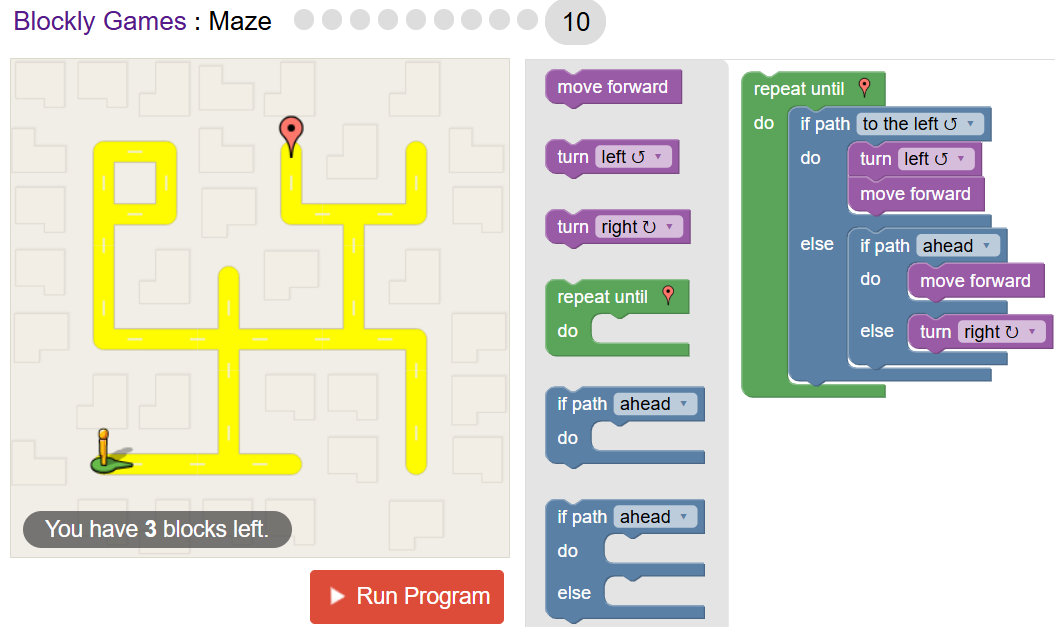 Blockly Games : Maze 10
move forward
turn left ↺ ▾
turn right ↻ ▾
repeat until
do
if path ahead ▾
do
if path ahead ▾
do
else
repeat until
do if path to the left ↺ ▾
do turn left ↺ ▾
move forward
else if path ahead ▾
do move forward
else turn right ↻ ▾
You have 3 blocks left.
Run Program